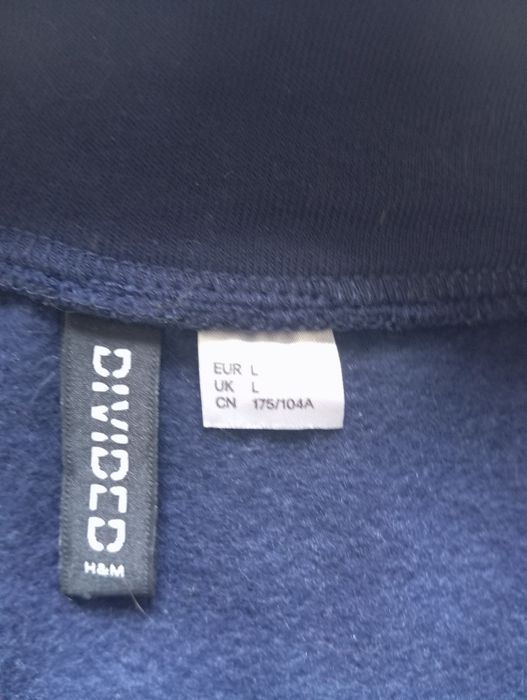 DIVIDED
H&M
EUR L
UK L
CN 175/104A